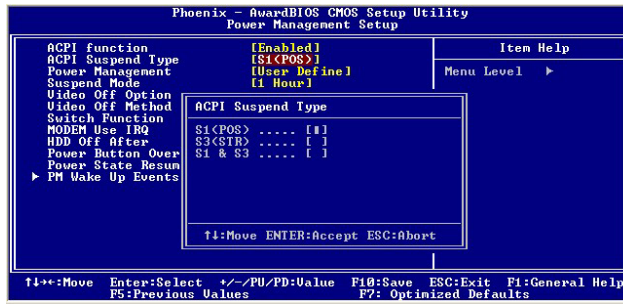 Phoenix - AwardBIOS CMOS Setup Utility
Power Management Setup
ACPI function [Enabled] Item Help
ACPI Suspend Type [S1(POS)]
Power Management [User Define] Menu Level ►
Suspend Mode [1 Hour]
Video Off Option
Video Off Method
Switch Function
MODEM Use IRQ
HDD Off After
Power Button Over
Power State Resum
► PM Wake Up Events
ACPI Suspend Type
S1(POS) ..... [■]
S3(STR) ..... [ ]
S1 & S3 ..... [ ]
↑↓:Move ENTER:Accept ESC:Abort
↑↓→←:Move Enter:Select +/-/PU/PD:Value F10:Save ESC:Exit F1:General Help
F5:Previous Values F7: Optimized Defaults